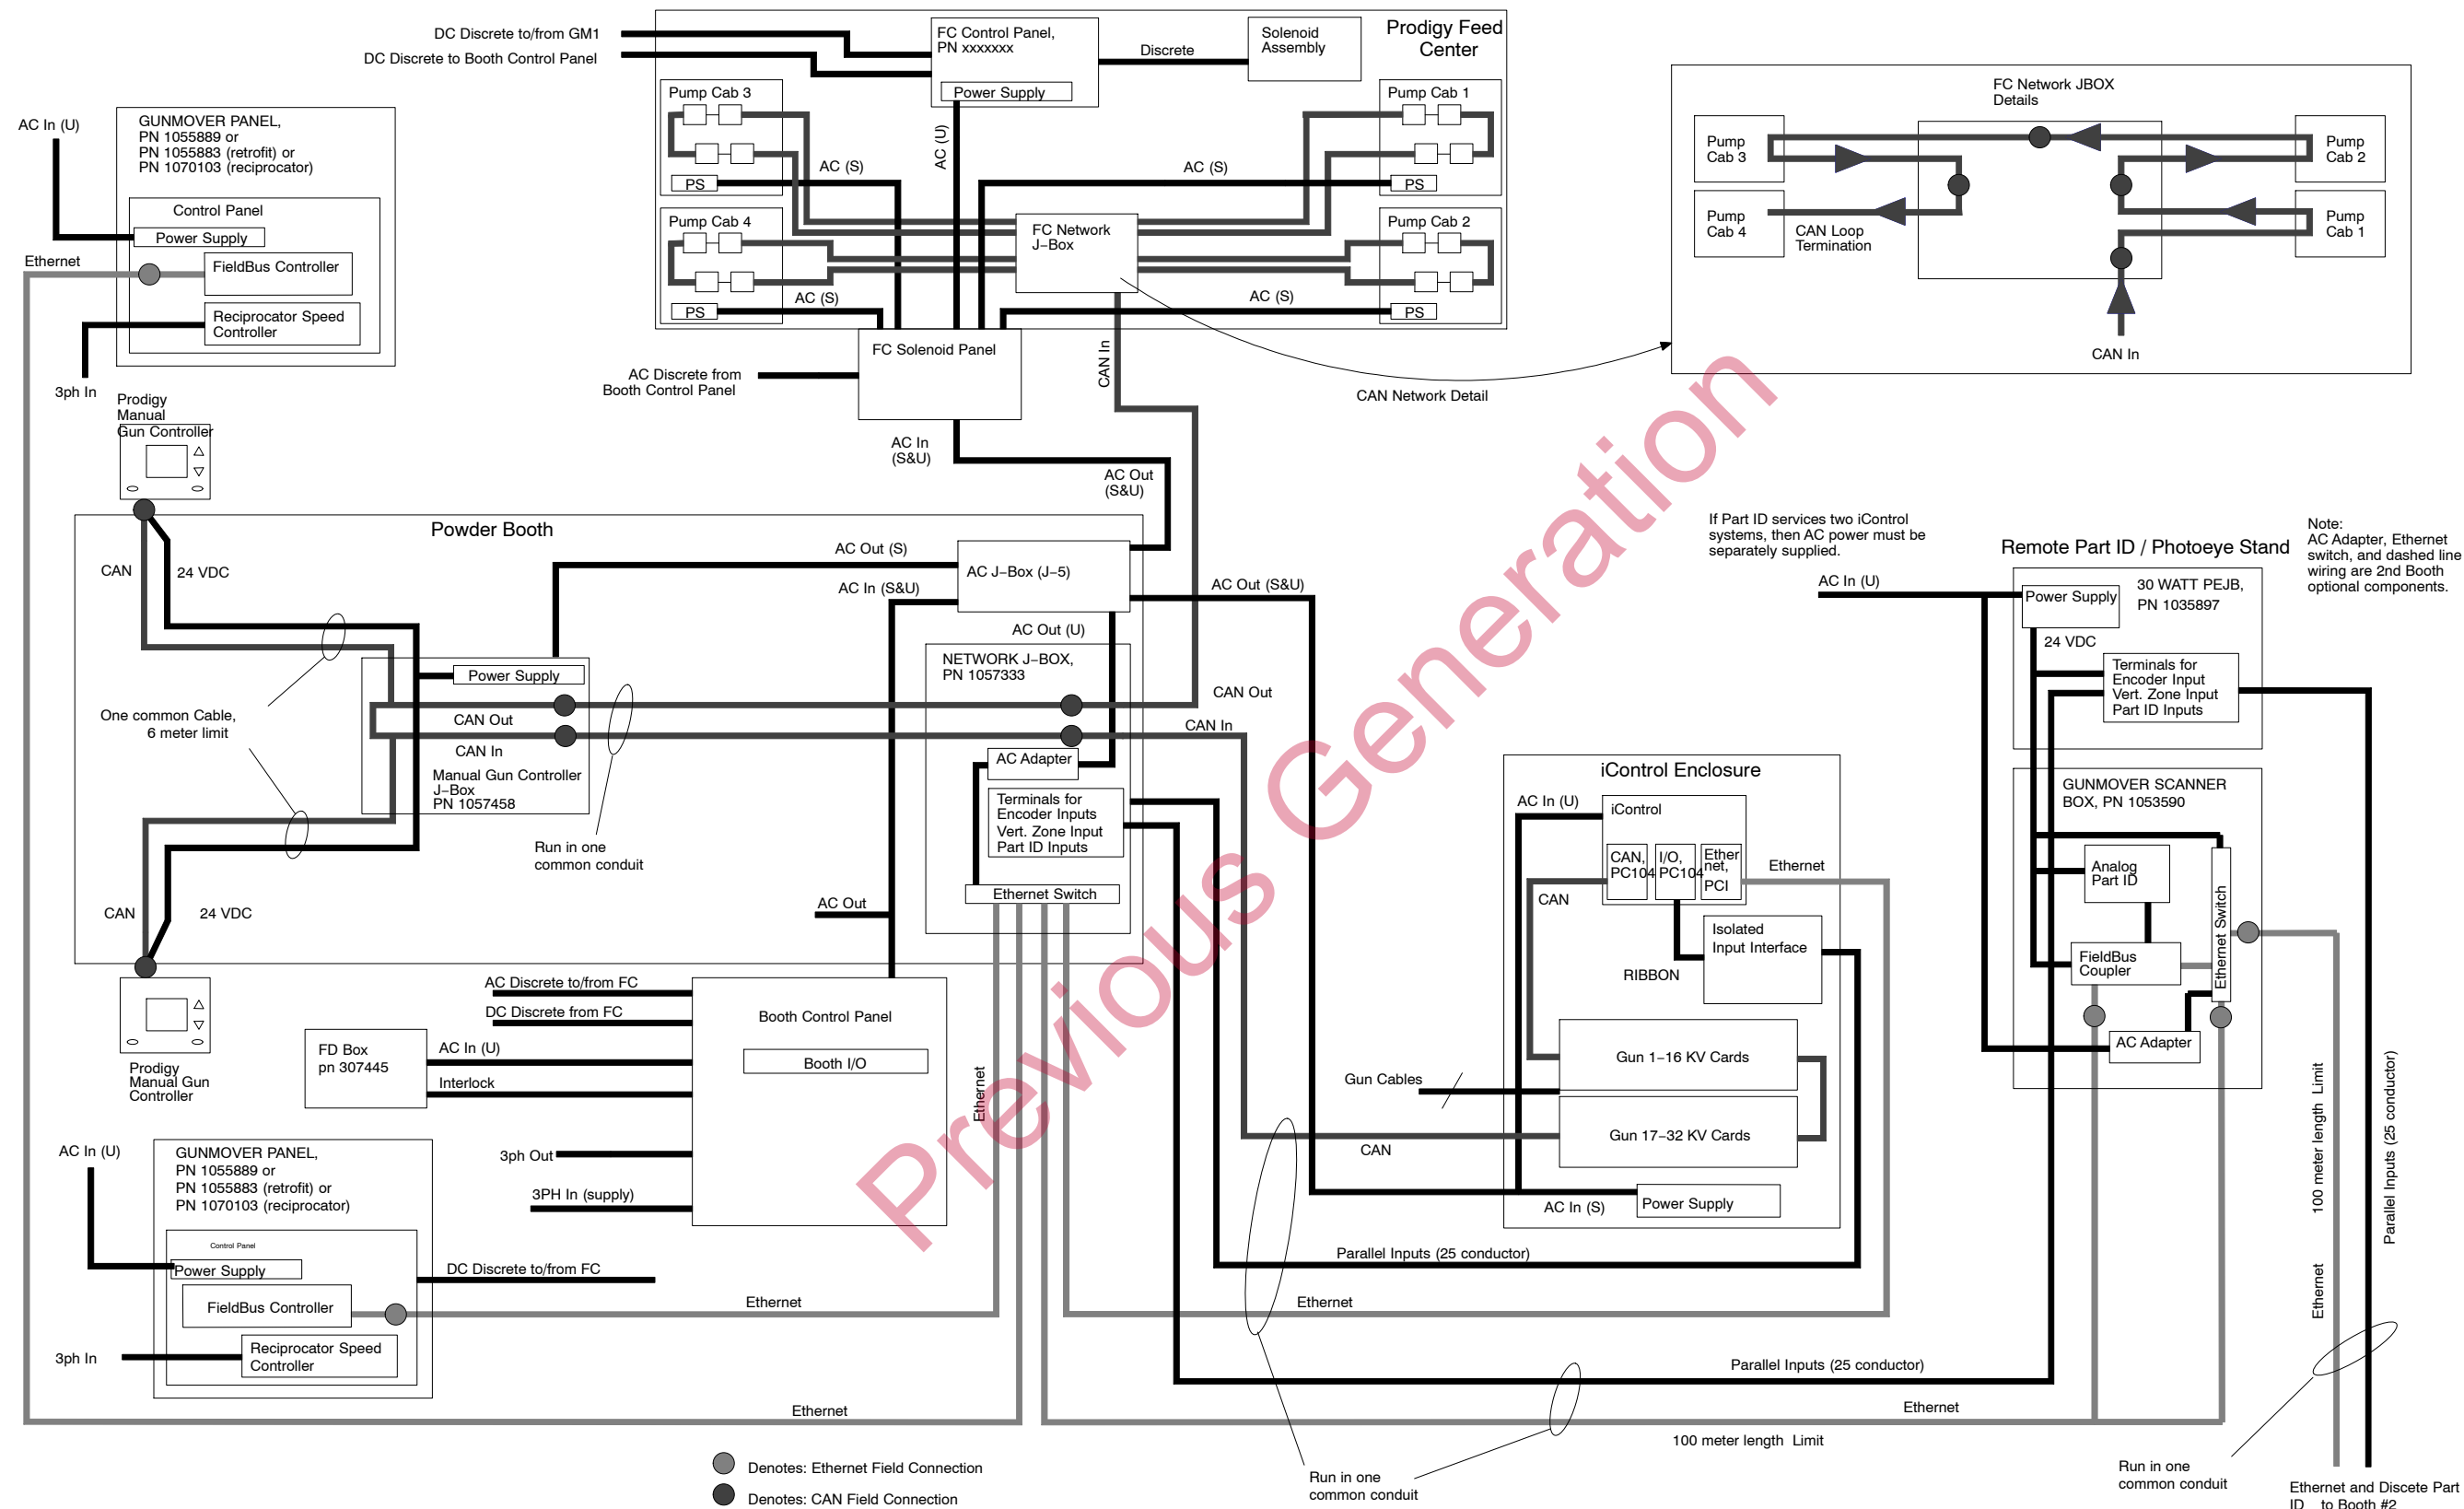 DC Discrete to/from GM1
DC Discrete to Booth Control Panel
FC Control Panel,
PN xxxxxxx
Power Supply
Discrete
Solenoid
Assembly
Prodigy Feed
Center
Pump Cab 3
PS
Pump Cab 4
PS
AC (S)
AC (S)
AC (U)
AC (S)
AC (S)
Pump Cab 1
PS
Pump Cab 2
PS
FC Network
J–Box
FC Solenoid Panel
AC Discrete from
Booth Control Panel
CAN In
CAN Network Detail
FC Network JBOX
Details
Pump
Cab 3
Pump
Cab 4
CAN Loop
Termination
Pump
Cab 2
Pump
Cab 1
CAN In
AC In (U)
GUNMOVER PANEL,
PN 1055889 or
PN 1055883 (retrofit) or
PN 1070103 (reciprocator)
Control Panel
Power Supply
Ethernet
FieldBus Controller
Reciprocator Speed
Controller
3ph In
Prodigy
Manual
Gun Controller
AC In
(S&U)
AC Out
(S&U)
Powder Booth
CAN
24 VDC
AC Out (S)
AC In (S&U)
AC J–Box (J–5)
AC Out (S&U)
AC Out (U)
NETWORK J–BOX,
PN 1057333
Power Supply
CAN Out
CAN In
Manual Gun Controller
J–Box
PN 1057458
One common Cable,
6 meter limit
Run in one
common conduit
CAN Out
CAN In
AC Adapter
Terminals for
Encoder Inputs
Vert. Zone Input
Part ID Inputs
Ethernet Switch
AC Out
CAN
24 VDC
Prodigy
Manual Gun
Controller
AC Discrete to/from FC
DC Discrete from FC
FD Box
pn 307445
AC In (U)
Interlock
Booth Control Panel
Booth I/O
3ph Out
3PH In (supply)
Ethernet
AC In (U)
GUNMOVER PANEL,
PN 1055889 or
PN 1055883 (retrofit) or
PN 1070103 (reciprocator)
Control Panel
Power Supply
FieldBus Controller
Reciprocator Speed
Controller
3ph In
DC Discrete to/from FC
Ethernet
Ethernet
iControl Enclosure
AC In (U)
iControl
CAN,
PC104
I/O,
PC104
Ether
net,
PCI
Ethernet
CAN
Isolated
Input Interface
RIBBON
Gun 1–16 KV Cards
Gun Cables
Gun 17–32 KV Cards
CAN
AC In (S)
Power Supply
Parallel Inputs (25 conductor)
Ethernet
Parallel Inputs (25 conductor)
Ethernet
100 meter length Limit
Run in one
common conduit
If Part ID services two iControl
systems, then AC power must be
separately supplied.
Remote Part ID / Photoeye Stand
Note:
AC Adapter, Ethernet
switch, and dashed line
wiring are 2nd Booth
optional components.
AC In (U)
Power Supply
30 WATT PEJB,
PN 1035897
24 VDC
Terminals for
Encoder Input
Vert. Zone Input
Part ID Inputs
GUNMOVER SCANNER
BOX, PN 1053590
Analog
Part ID
FieldBus
Coupler
Ethernet Switch
AC Adapter
Ethernet
100 meter length Limit
Parallel Inputs (25 conductor)
Run in one
common conduit
Ethernet and Discete Part
ID to Booth #2
Denotes: Ethernet Field Connection
Denotes: CAN Field Connection
Previous Generation